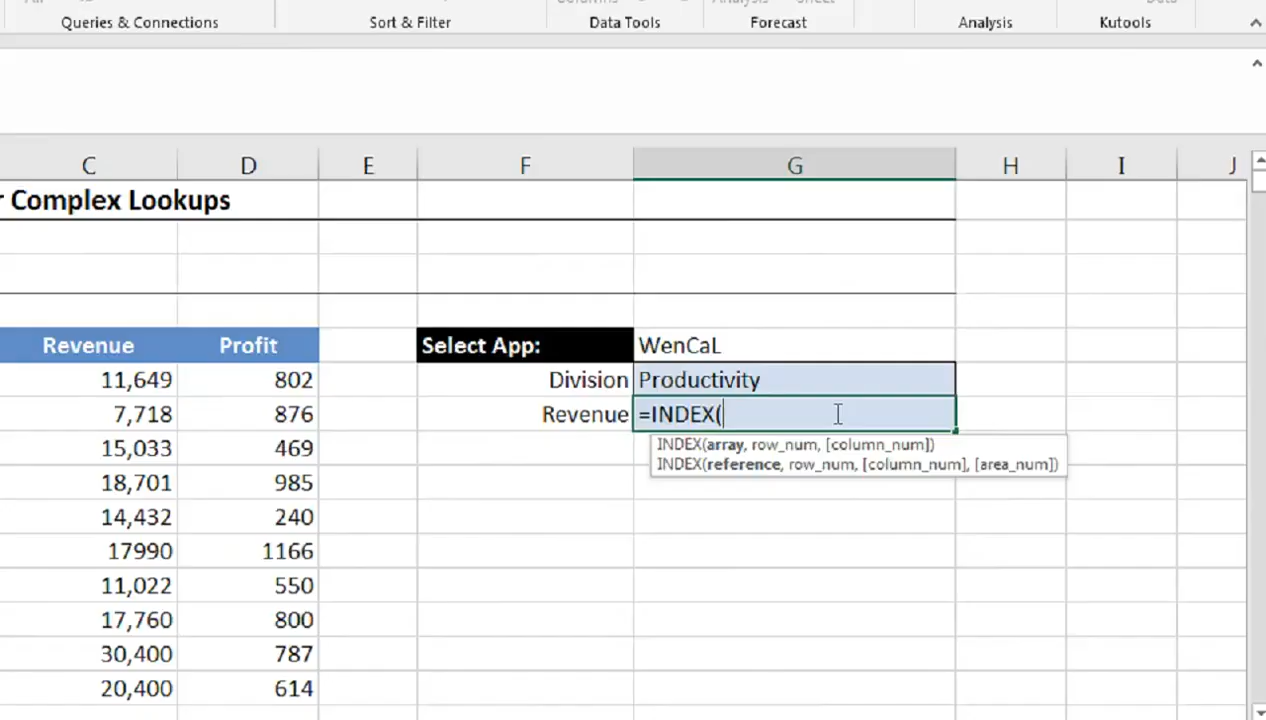 Queries & Connections Sort & Filter Data Tools Forecast Analysis Kutools
C D E F G H I J
Complex Lookups
Revenue Profit Select App: WenCaL
11,649 802 Division Productivity
7,718 876 Revenue =INDEX(
15,033 469 INDEX(array, row_num, [column_num])
INDEX(reference, row_num, [column_num], [area_num])
18,701 985
14,432 240
17990 1166
11,022 550
17,760 800
30,400 787
20,400 614